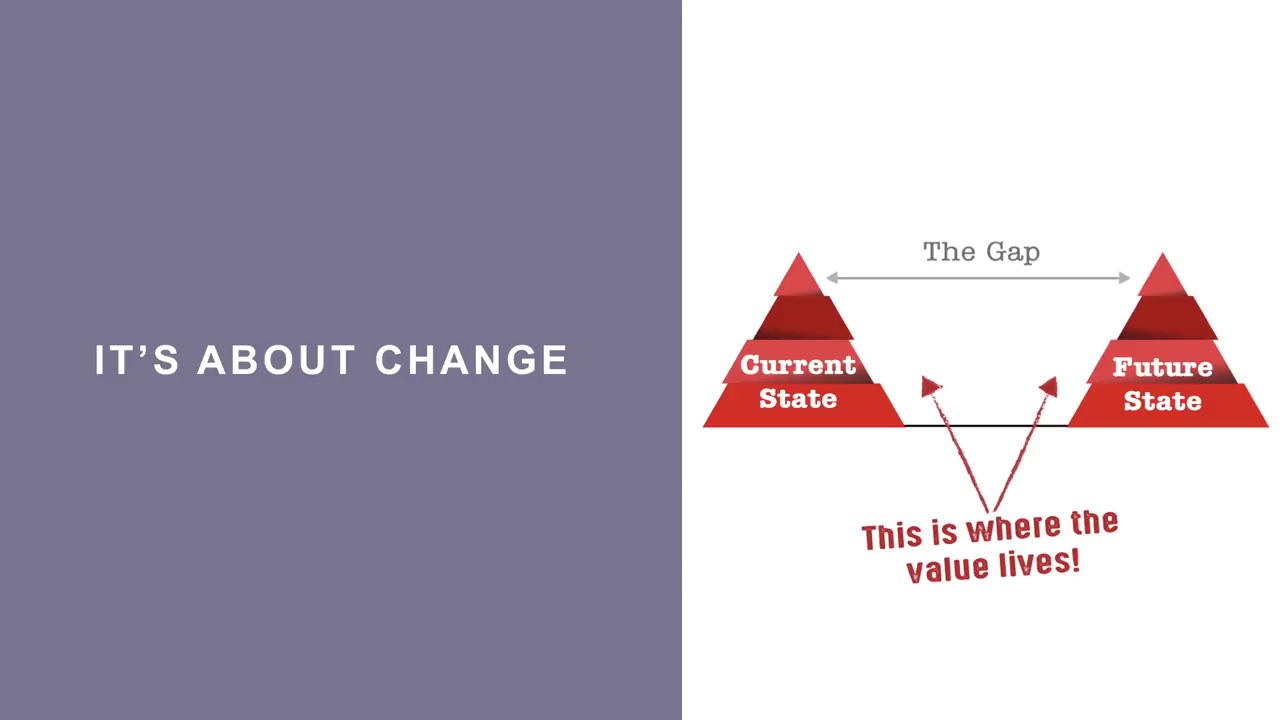 IT’S ABOUT CHANGE
The Gap
Current
State
Future
State
This is where the
value lives!